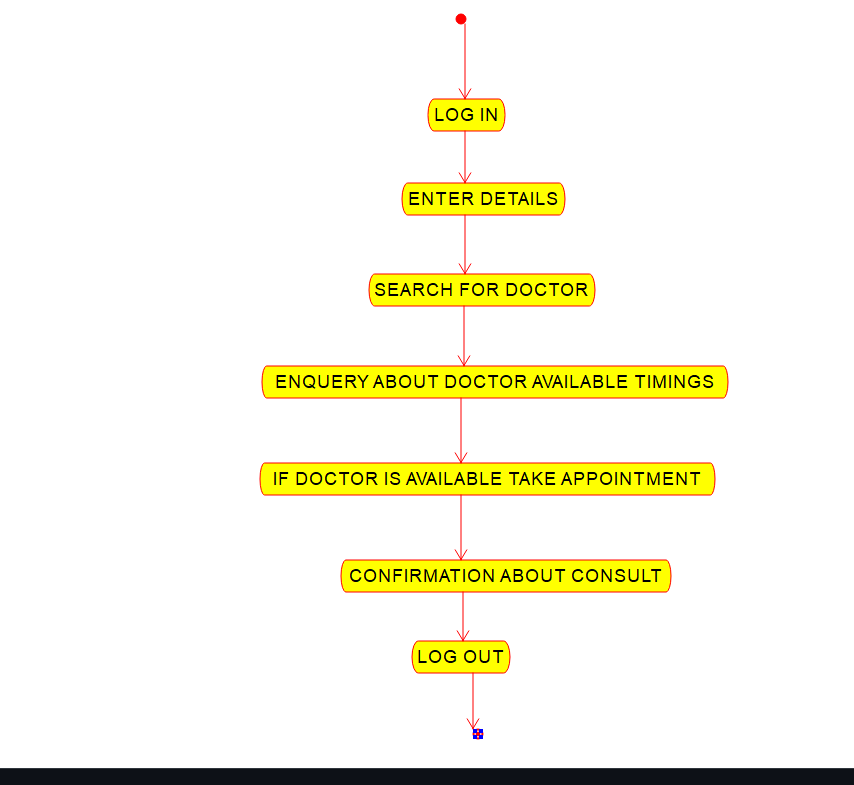 LOG IN
ENTER DETAILS
SEARCH FOR DOCTOR
ENQUERY ABOUT DOCTOR AVAILABLE TIMINGS
IF DOCTOR IS AVAILABLE TAKE APPOINTMENT
CONFIRMATION ABOUT CONSULT
LOG OUT